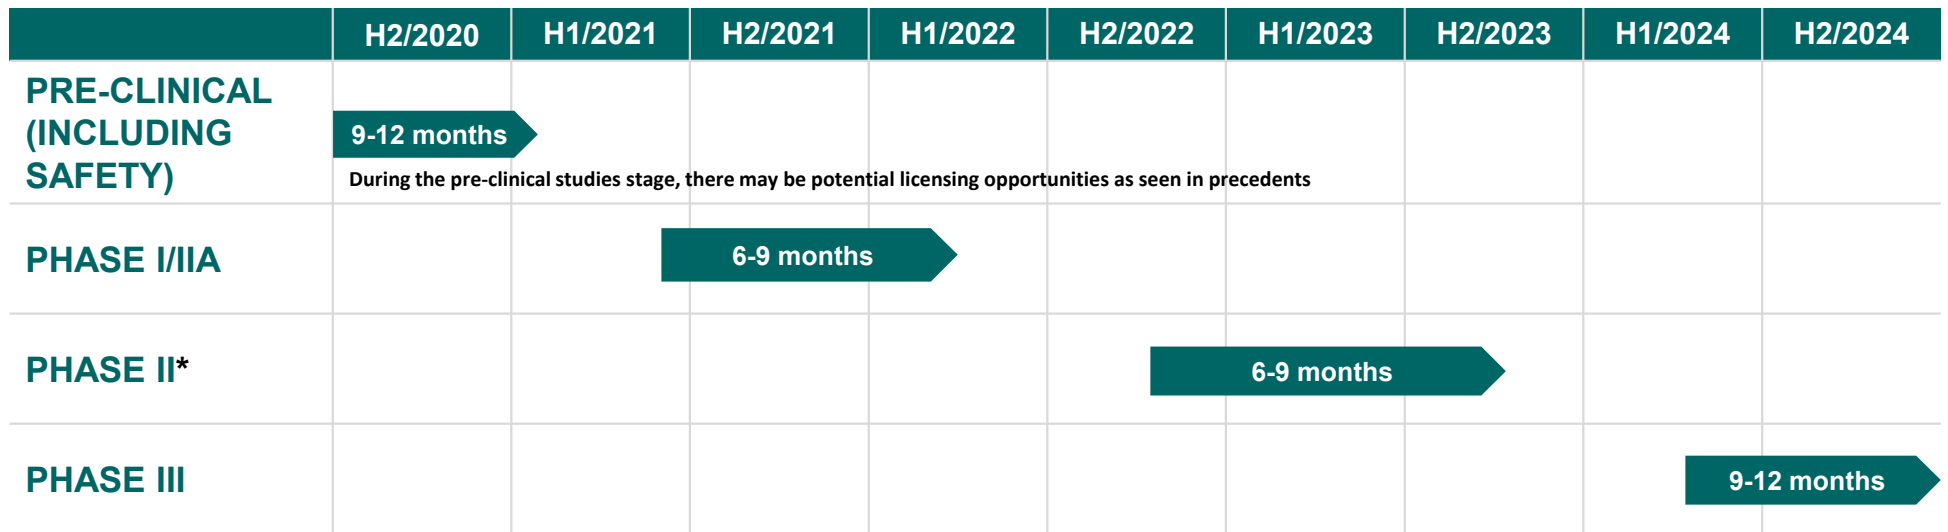 H2/2020 H1/2021 H2/2021 H1/2022 H2/2022 H1/2023 H2/2023 H1/2024 H2/2024
PRE-CLINICAL
(INCLUDING
SAFETY)
9-12 months
During the pre-clinical studies stage, there may be potential licensing opportunities as seen in precedents
PHASE I/IIA
6-9 months
PHASE II*
6-9 months
PHASE III
9-12 months